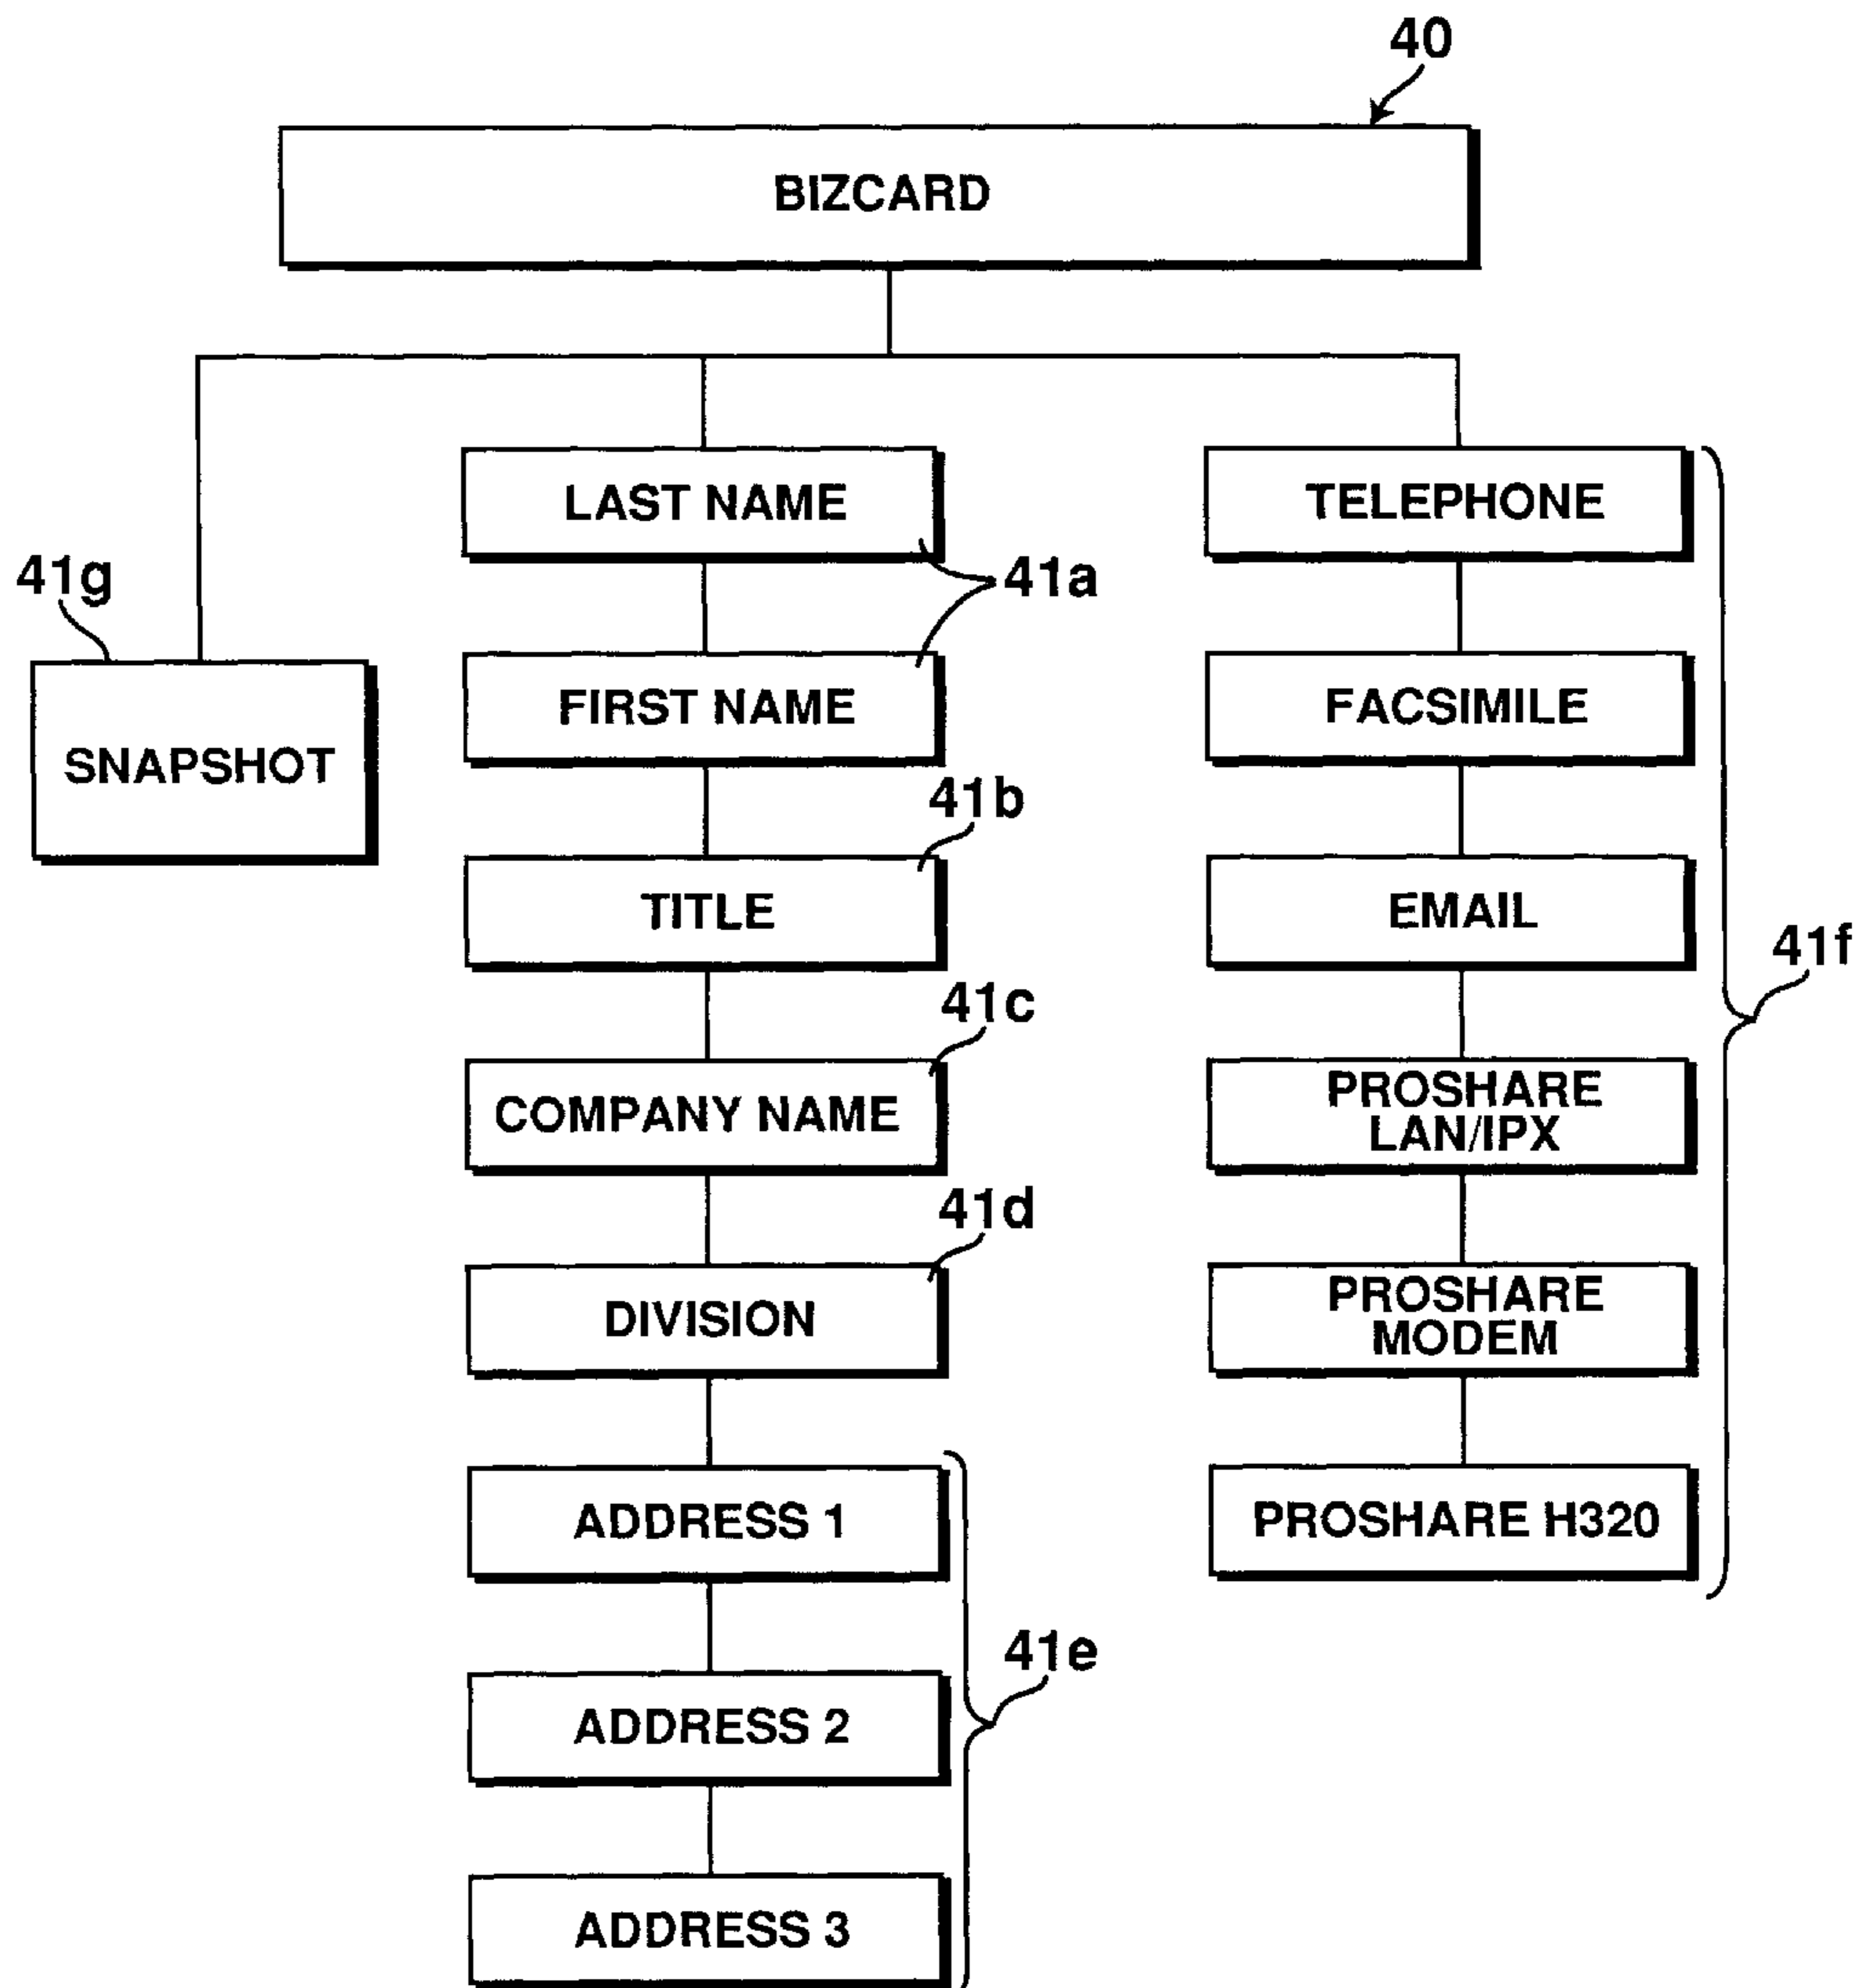 40
BIZCARD
LAST NAME
TELEPHONE
41g
41a
SNAPSHOT
FIRST NAME
FACSIMILE
41b
TITLE
EMAIL
41f
41c
COMPANY NAME
PROSHARE
LAN/IPX
41d
DIVISION
PROSHARE
MODEM
ADDRESS 1
PROSHARE H320
41e
ADDRESS 2
ADDRESS 3